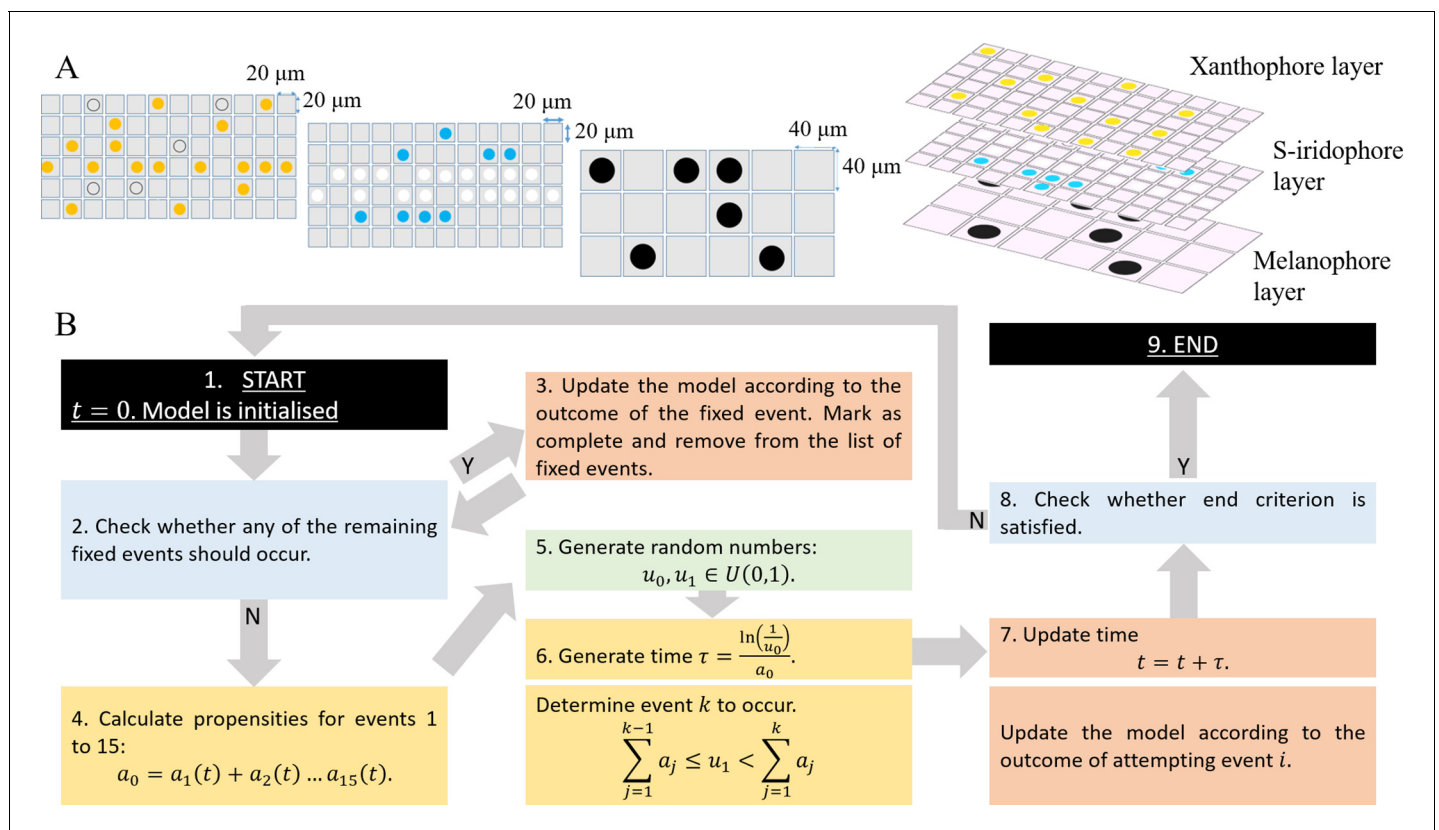 A
20 μm
20 μm
20 μm
20 μm
40 μm
40 μm
Xanthophore layer
S-iridophore
layer
Melanophore
layer
B
1. START
t = 0. Model is initialised
2. Check whether any of the remaining
fixed events should occur.
Y
N
3. Update the model according to the
outcome of the fixed event. Mark as
complete and remove from the list of
fixed events.
4. Calculate propensities for events 1
to 15:
a₀ = a₁(t) + a₂(t) … a₁₅(t).
5. Generate random numbers:
u₀, u₁ ∈ U(0,1).
6. Generate time τ = ln(1/u₀)/a₀.
Determine event k to occur.
∑_{j=1}^{k−1} a_j ≤ u₁ < ∑_{j=1}^{k} a_j
7. Update time
t = t + τ.
Update the model according to the
outcome of attempting event i.
8. Check whether end criterion is
satisfied.
N
Y
9. END